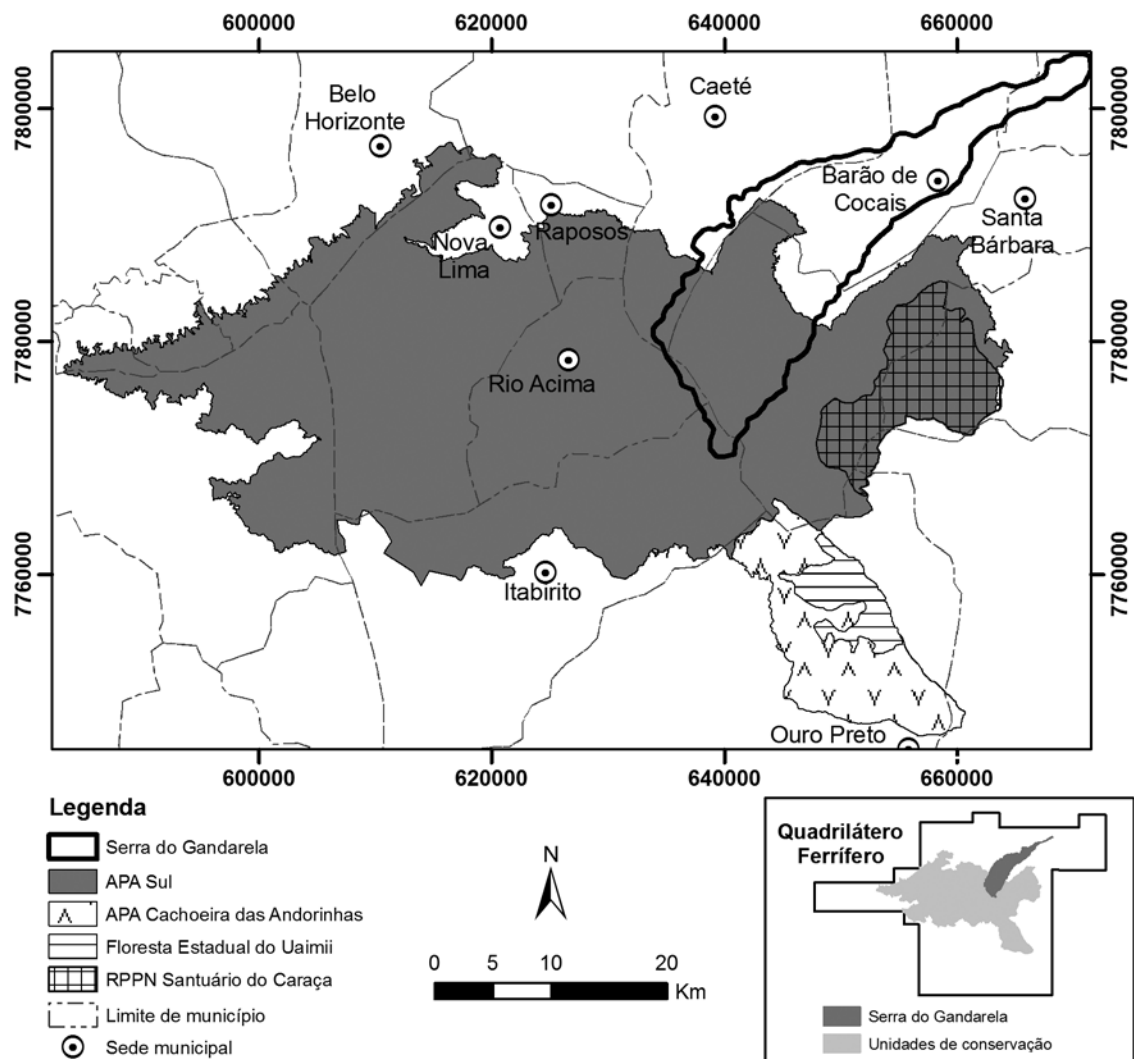 600000 620000 640000 660000
7800000
7800000
Belo
Horizonte
Caeté
Barão de
Cocais
Santa
Bárbara
Raposos
Nova
Lima
7780000
7780000
Rio Acima
7760000
7760000
Itabirito
Ouro Preto
600000 620000 640000 660000
Legenda
Serra do Gandarela
APA Sul
APA Cachoeira das Andorinhas
Floresta Estadual do Uaimii
RPPN Santuário do Caraça
Limite de município
Sede municipal
N
0 5 10 20
Km
Quadrilátero
Ferrífero
Serra do Gandarela
Unidades de conservação